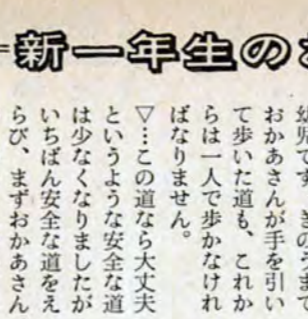 =新一年生の
幼児です。きのうま
おかあさんが手を引い
て歩いた道も、これか
らは一人で歩かなけれ
ばなりません。
▽…この道なら大丈夫
というような安全な道
は少なくなりましたが
いちばん安全な道をえ
らび、まずおかあさん